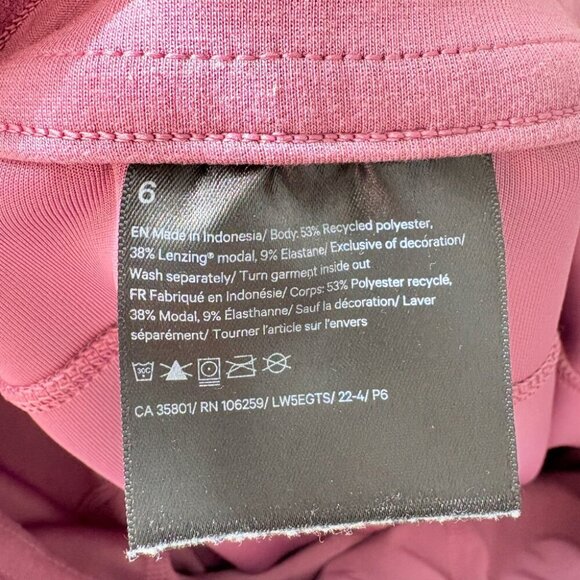 6
EN Made in Indonesia/ Body: 53% Recycled polyester,
38% Lenzing® modal, 9% Elastane/ Exclusive of decoration/
Wash separately/ Turn garment inside out
FR Fabriqué en Indonésie/ Corps: 53% Polyester recyclé,
38% Modal, 9% Élasthanne/ Sauf la décoration/ Laver
séparément/ Tourner l'article sur l'envers
30C
CA 35801/ RN 106259/ LW5EGTS/ 22-4/ P6